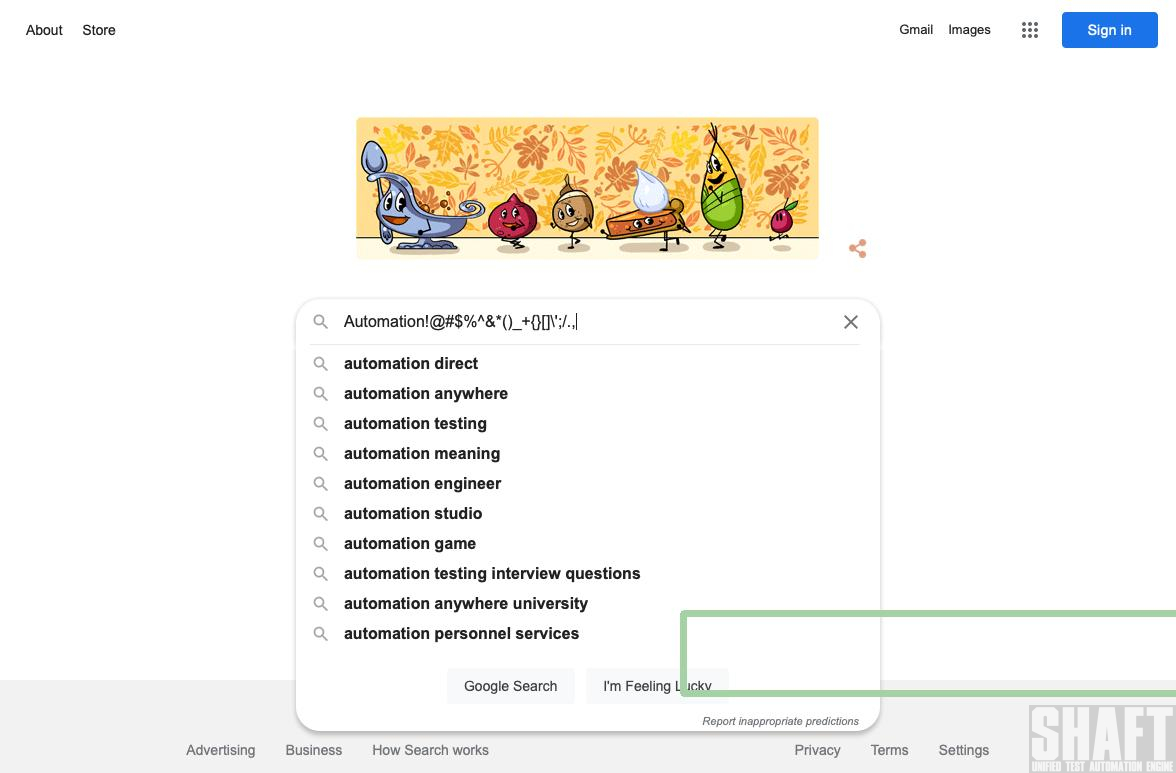 About Store Gmail Images Sign in
Automation!@#$%^&*()_+{}[]\';/.,
automation direct
automation anywhere
automation testing
automation meaning
automation engineer
automation studio
automation game
automation testing interview questions
automation anywhere university
automation personnel services
Google Search I'm Feeling Lucky
Report inappropriate predictions
Advertising Business How Search works Privacy Terms Settings
SHAFT
UNIFIED TEST AUTOMATION ENGINE